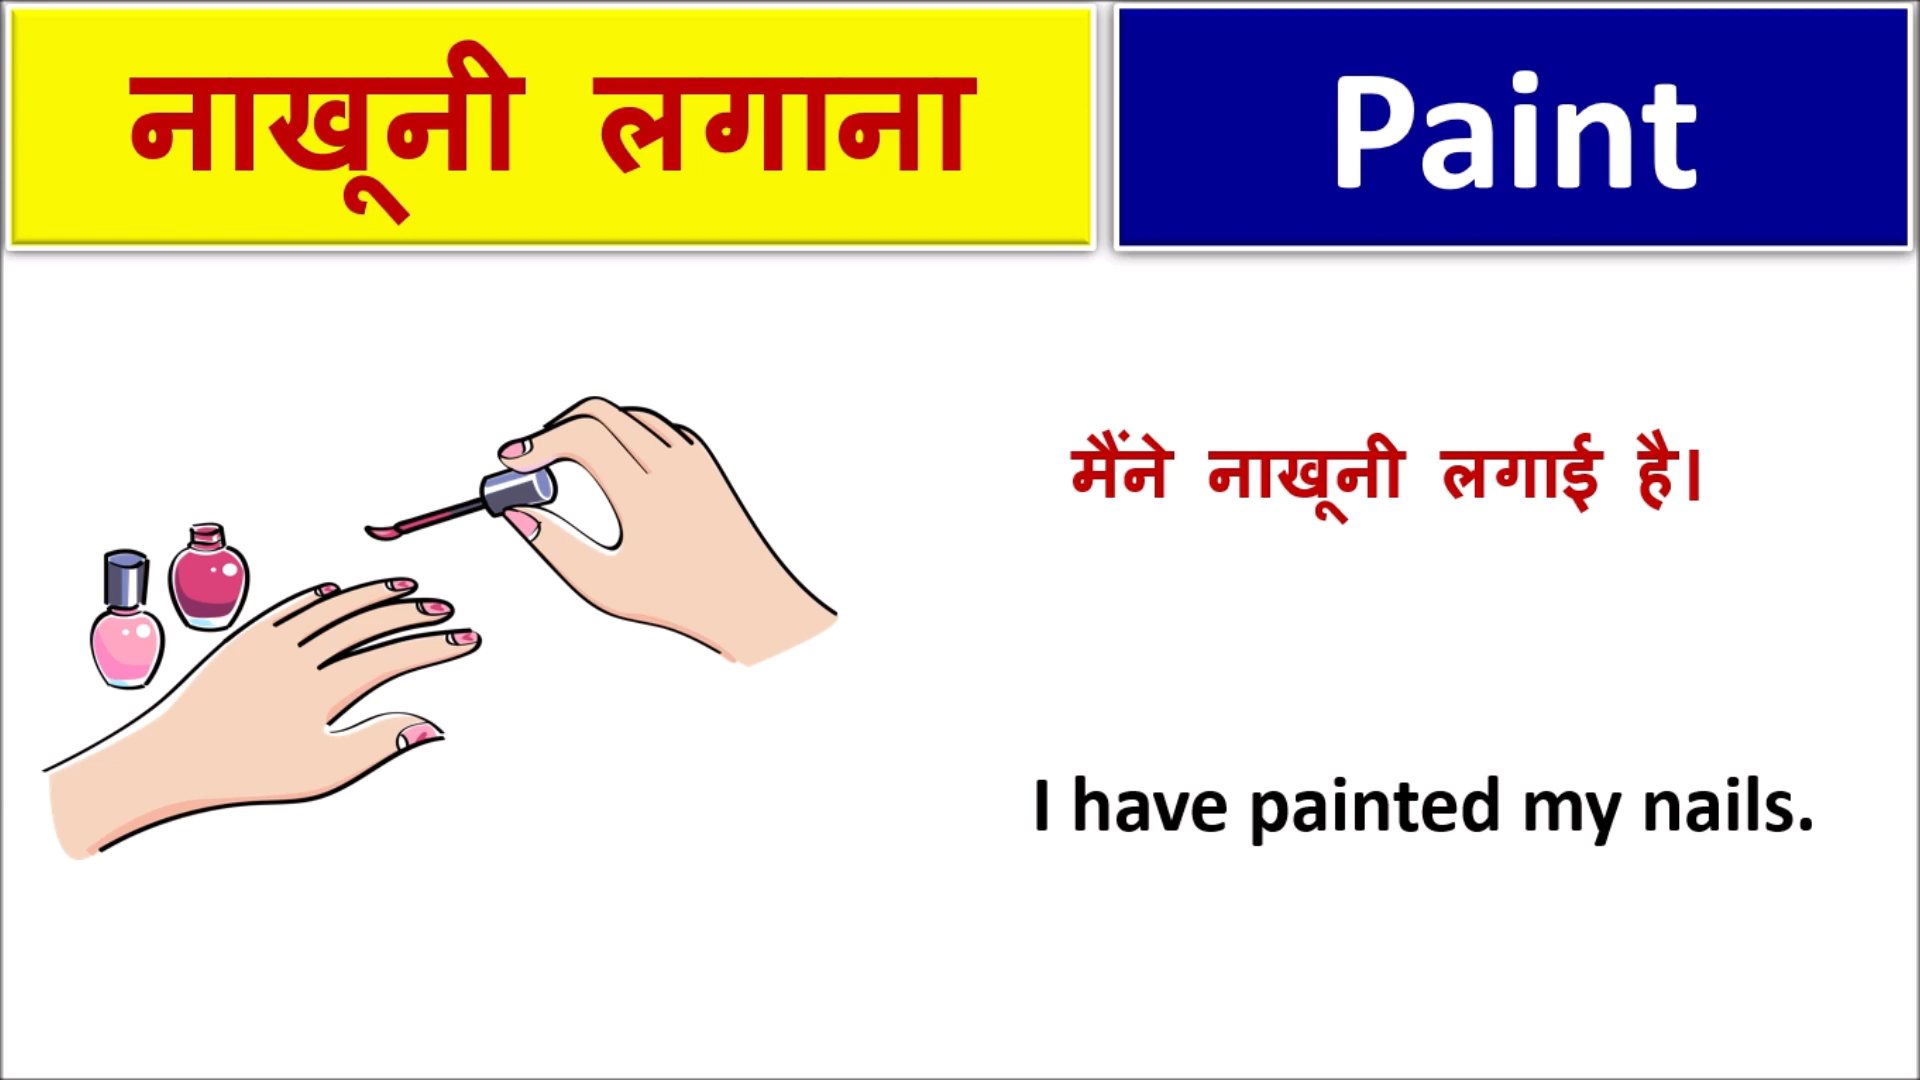 नाखूनी लगाना
Paint
मैंने नाखूनी लगाई है।
I have painted my nails.